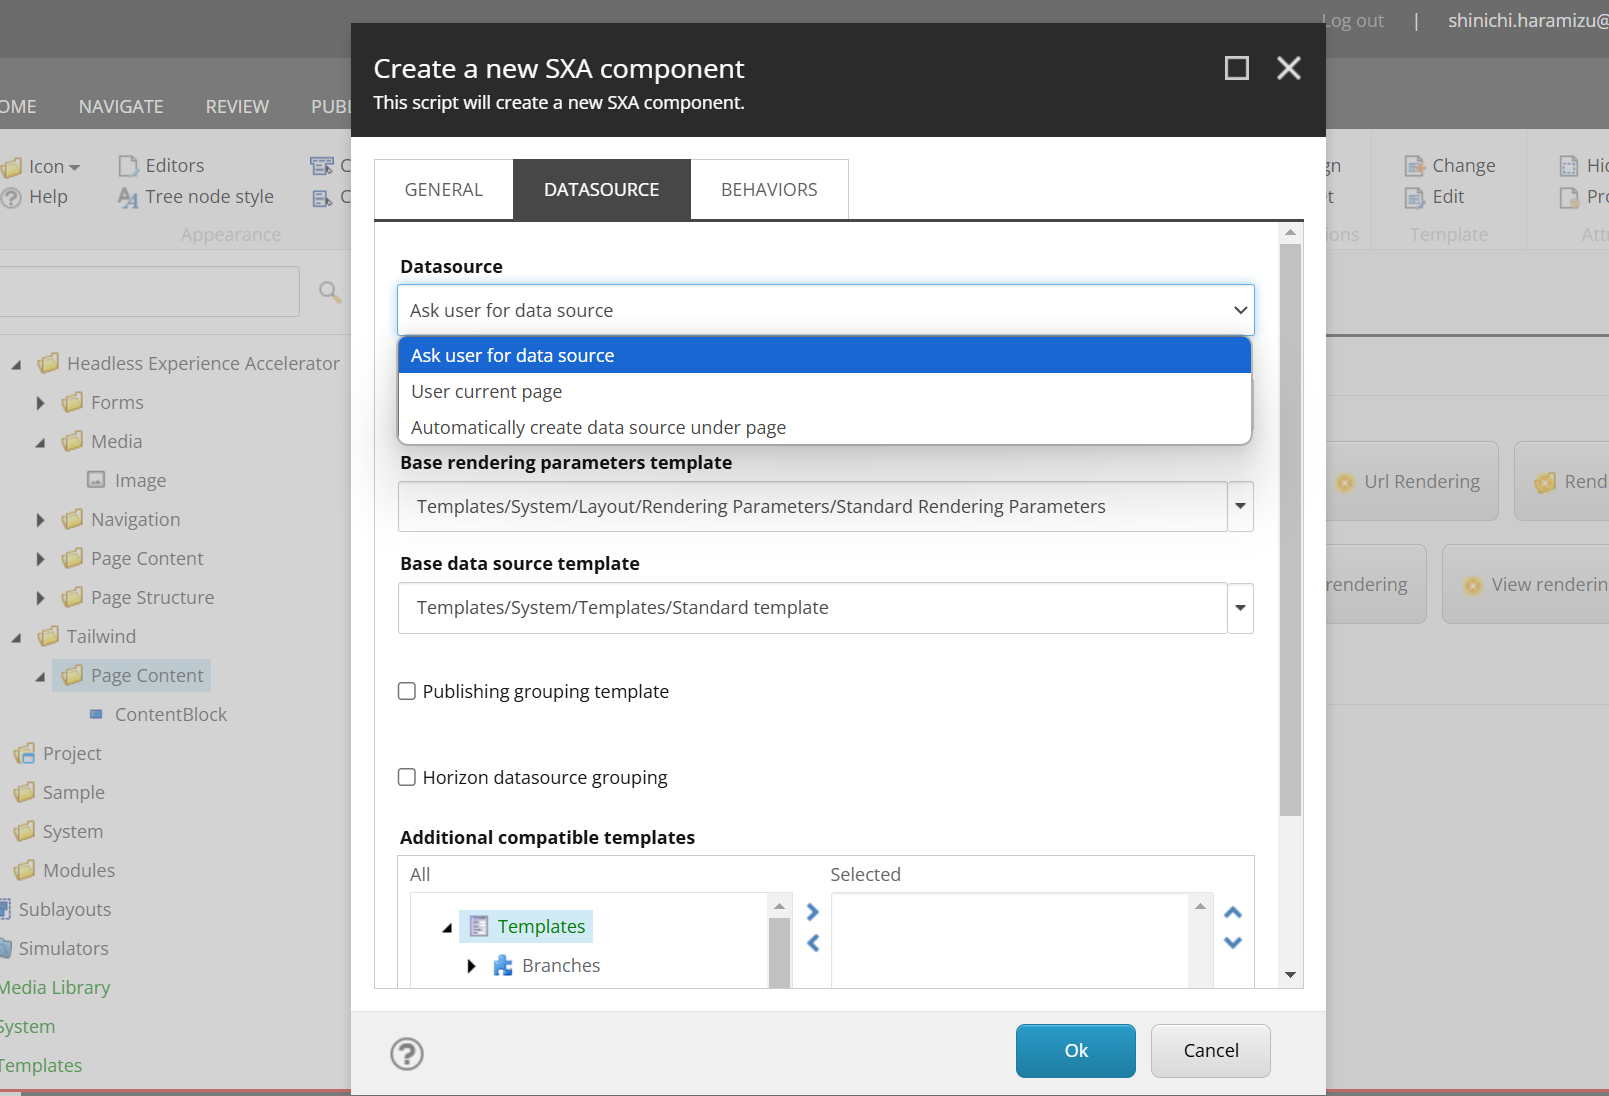 Log out | shinichi.haramizu@
Create a new SXA component
This script will create a new SXA component.
OME NAVIGATE REVIEW PUBL
Icon
Editors
C
Help
Tree node style
C
Appearance
gn
Change
Hid
et
Edit
Pro
ions
Template
Attr
GENERAL DATASOURCE BEHAVIORS
Datasource
Ask user for data source
Ask user for data source
User current page
Automatically create data source under page
Base rendering parameters template
Templates/System/Layout/Rendering Parameters/Standard Rendering Parameters
Base data source template
Templates/System/Templates/Standard template
Publishing grouping template
Horizon datasource grouping
Additional compatible templates
All
Selected
Templates
Branches
Ok
Cancel
Headless Experience Accelerator
Forms
Media
Image
Navigation
Page Content
Page Structure
Tailwind
Page Content
ContentBlock
Project
Sample
System
Modules
Sublayouts
Simulators
Media Library
System
Templates
Url Rendering
Rend
rendering
View renderin